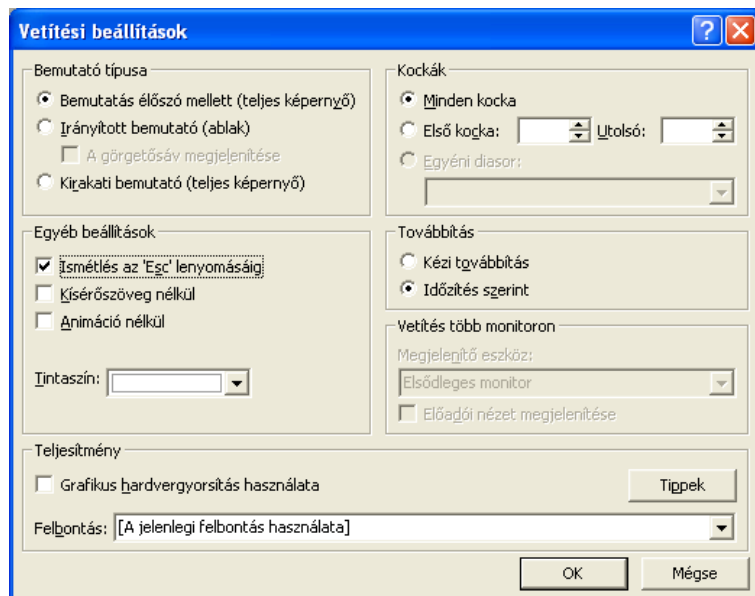 Vetítési beállítások
Bemutató típusa
Bemutatás élőszó mellett (teljes képernyő)
Irányított bemutató (ablak)
A görgetősáv megjelenítése
Kirakati bemutató (teljes képernyő)
Kockák
Minden kocka
Első kocka: Utolsó:
Egyéni diasor:
Egyéb beállítások
Ismétlés az 'Esc' lenyomásáig
Kísérőszöveg nélkül
Animáció nélkül
Tintaszín:
Továbbítás
Kézi továbbítás
Időzítés szerint
Vetítés több monitoron
Megjelenítő eszköz:
Elsődleges monitor
Előadói nézet megjelenítése
Teljesítmény
Grafikus hardvergyorsítás használata
Tippek
Felbontás: [A jelenlegi felbontás használata]
OK Mégse